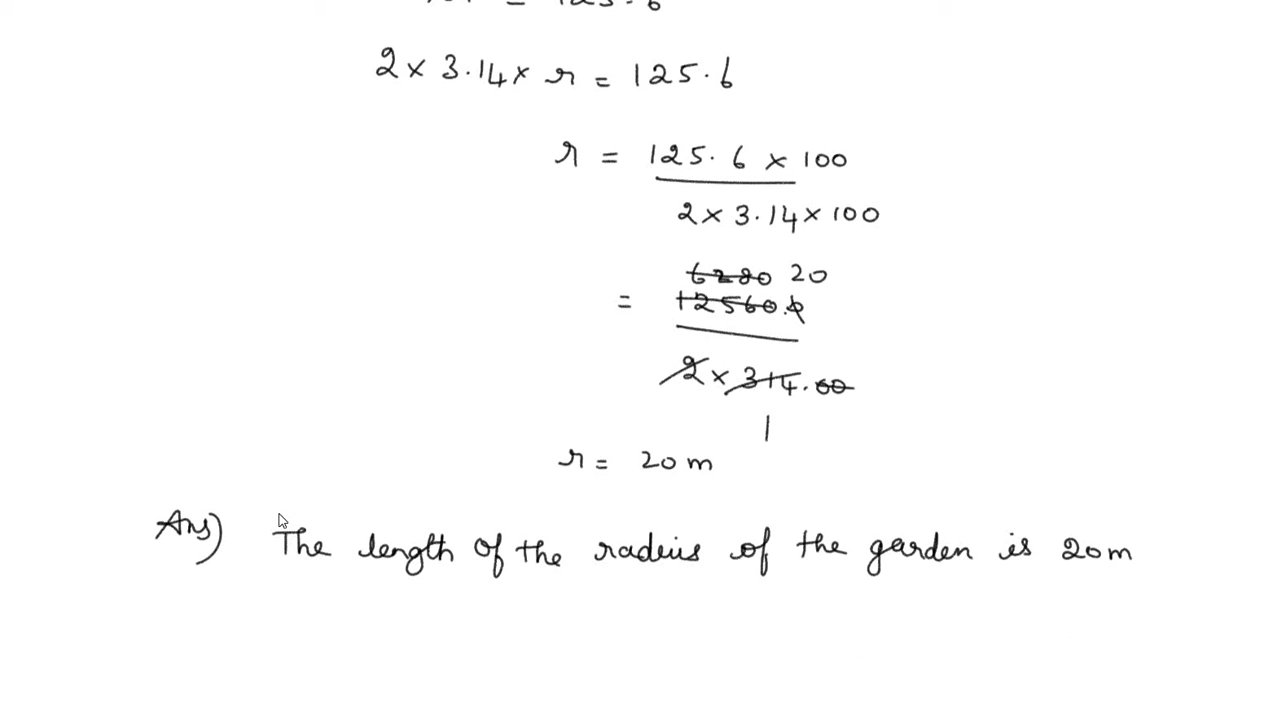 2 × 3.14 × r = 125.6
r = 125.6 × 100
2 × 3.14 × 100
6280 20
= 12560.0
2 × 314.00
1
r = 20 m
Ans) The length of the radius of the garden is 20m